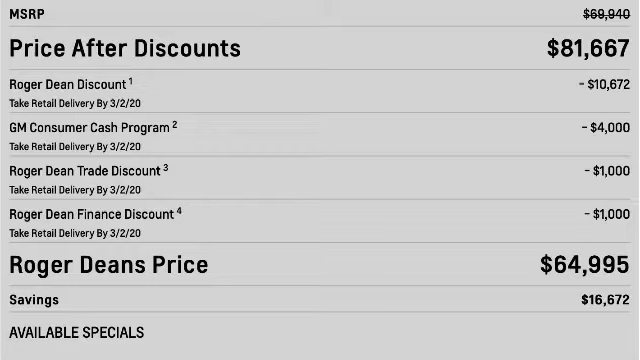 MSRP $69,940
Price After Discounts $81,667
Roger Dean Discount 1 - $10,672
Take Retail Delivery By 3/2/20
GM Consumer Cash Program 2 - $4,000
Take Retail Delivery By 3/2/20
Roger Dean Trade Discount 3 - $1,000
Take Retail Delivery By 3/2/20
Roger Dean Finance Discount 4 - $1,000
Take Retail Delivery By 3/2/20
Roger Deans Price $64,995
Savings $16,672
AVAILABLE SPECIALS